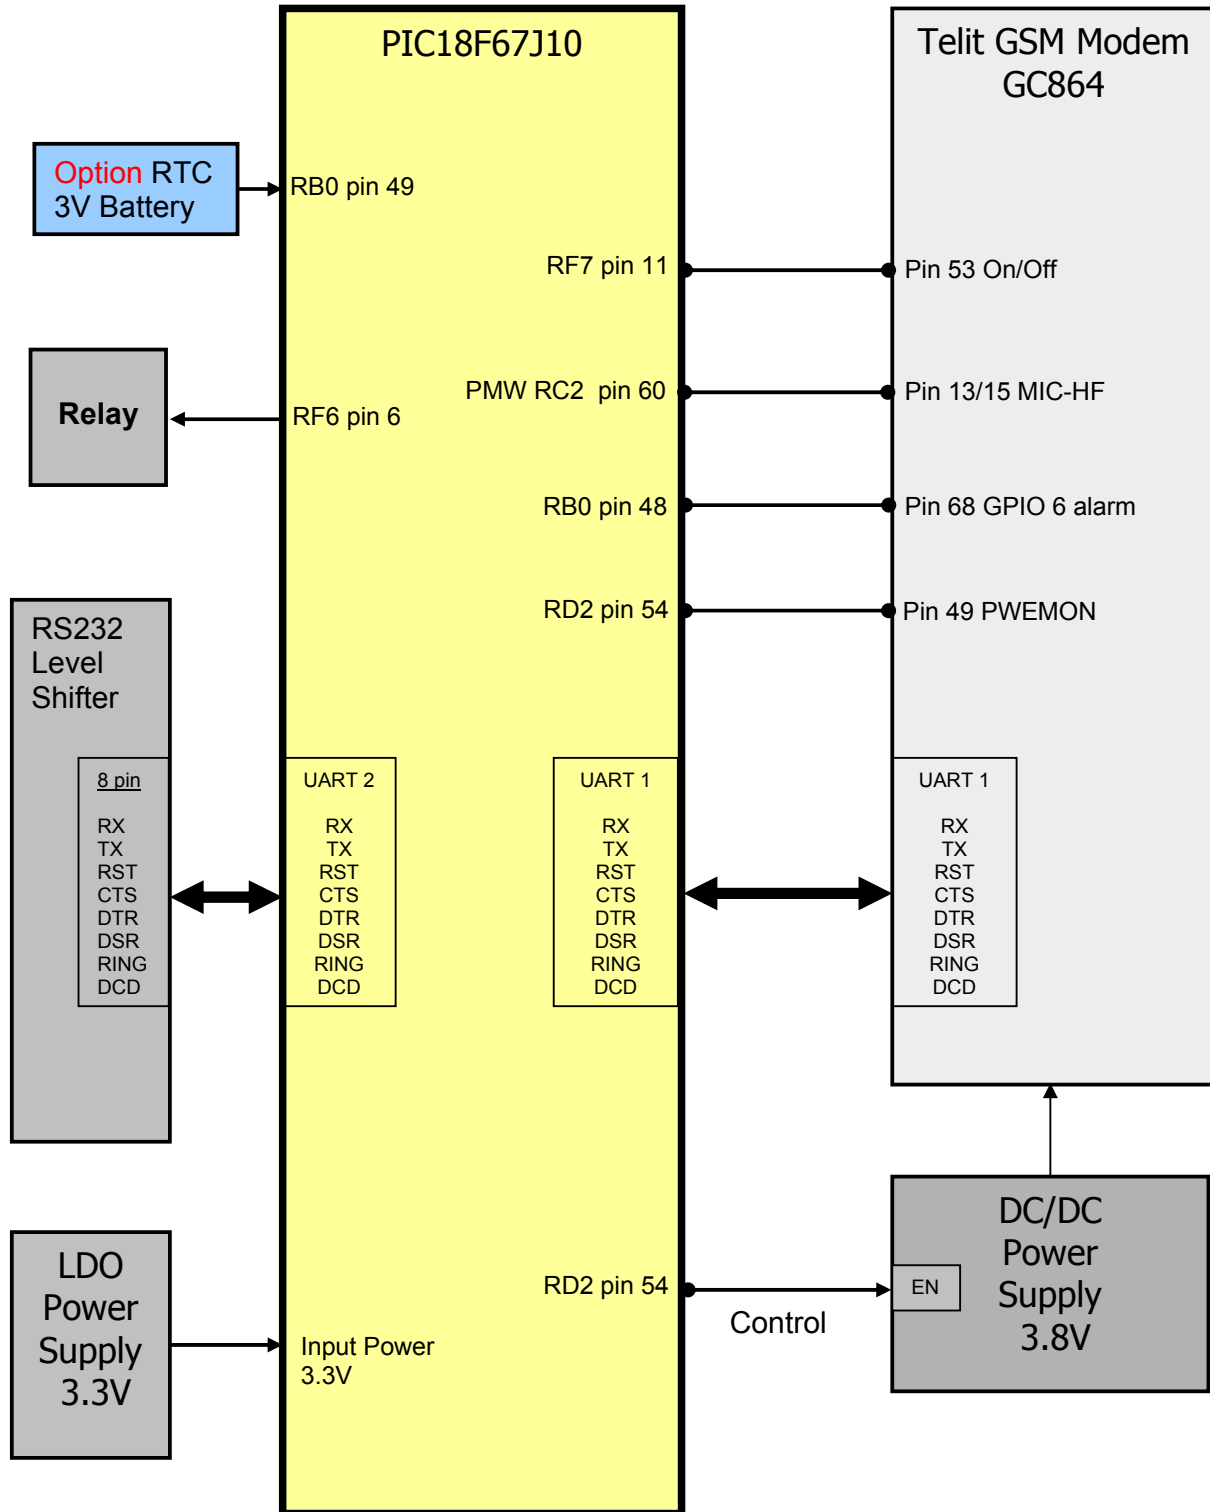 PIC18F67J10
Telit GSM Modem
GC864
Option RTC
3V Battery
RB0 pin 49
RF7 pin 11
Pin 53 On/Off
Relay
RF6 pin 6
PMW RC2 pin 60
Pin 13/15 MIC-HF
RB0 pin 48
Pin 68 GPIO 6 alarm
RD2 pin 54
Pin 49 PWEMON
RS232
Level
Shifter
8 pin
RX
TX
RST
CTS
DTR
DSR
RING
DCD
UART 2
RX
TX
RST
CTS
DTR
DSR
RING
DCD
UART 1
RX
TX
RST
CTS
DTR
DSR
RING
DCD
UART 1
RX
TX
RST
CTS
DTR
DSR
RING
DCD
LDO
Power
Supply
3.3V
Input Power
3.3V
RD2 pin 54
Control
EN
DC/DC
Power
Supply
3.8V